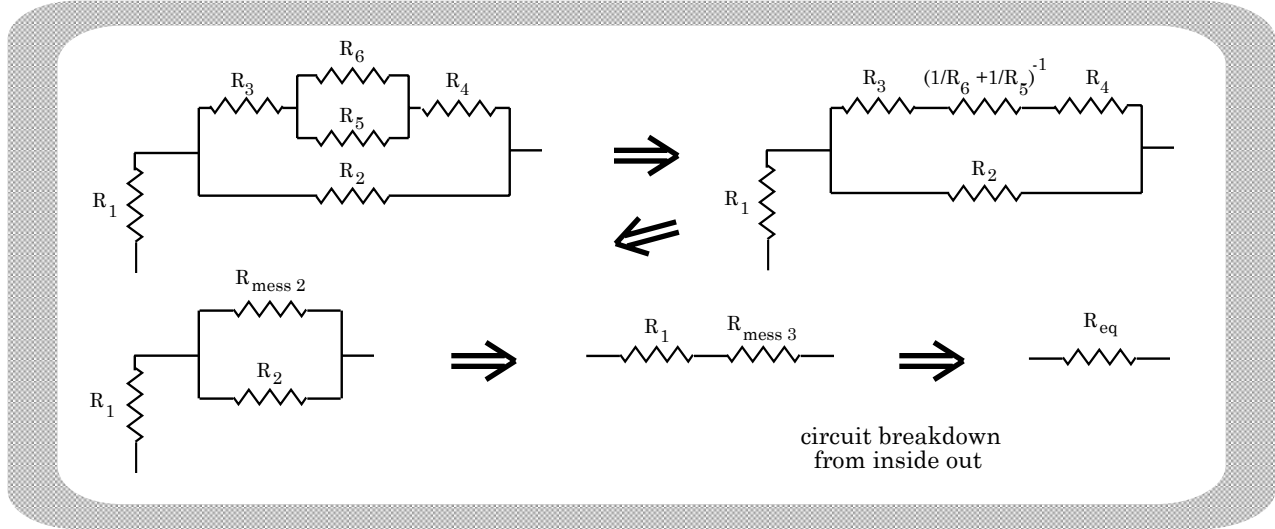 R6
R3
R4
R5
R2
R1
R3
(1/R6 +1/R5)-1
R4
R2
R1
Rmess 2
R2
R1
R1
Rmess 3
Req
circuit breakdown
from inside out